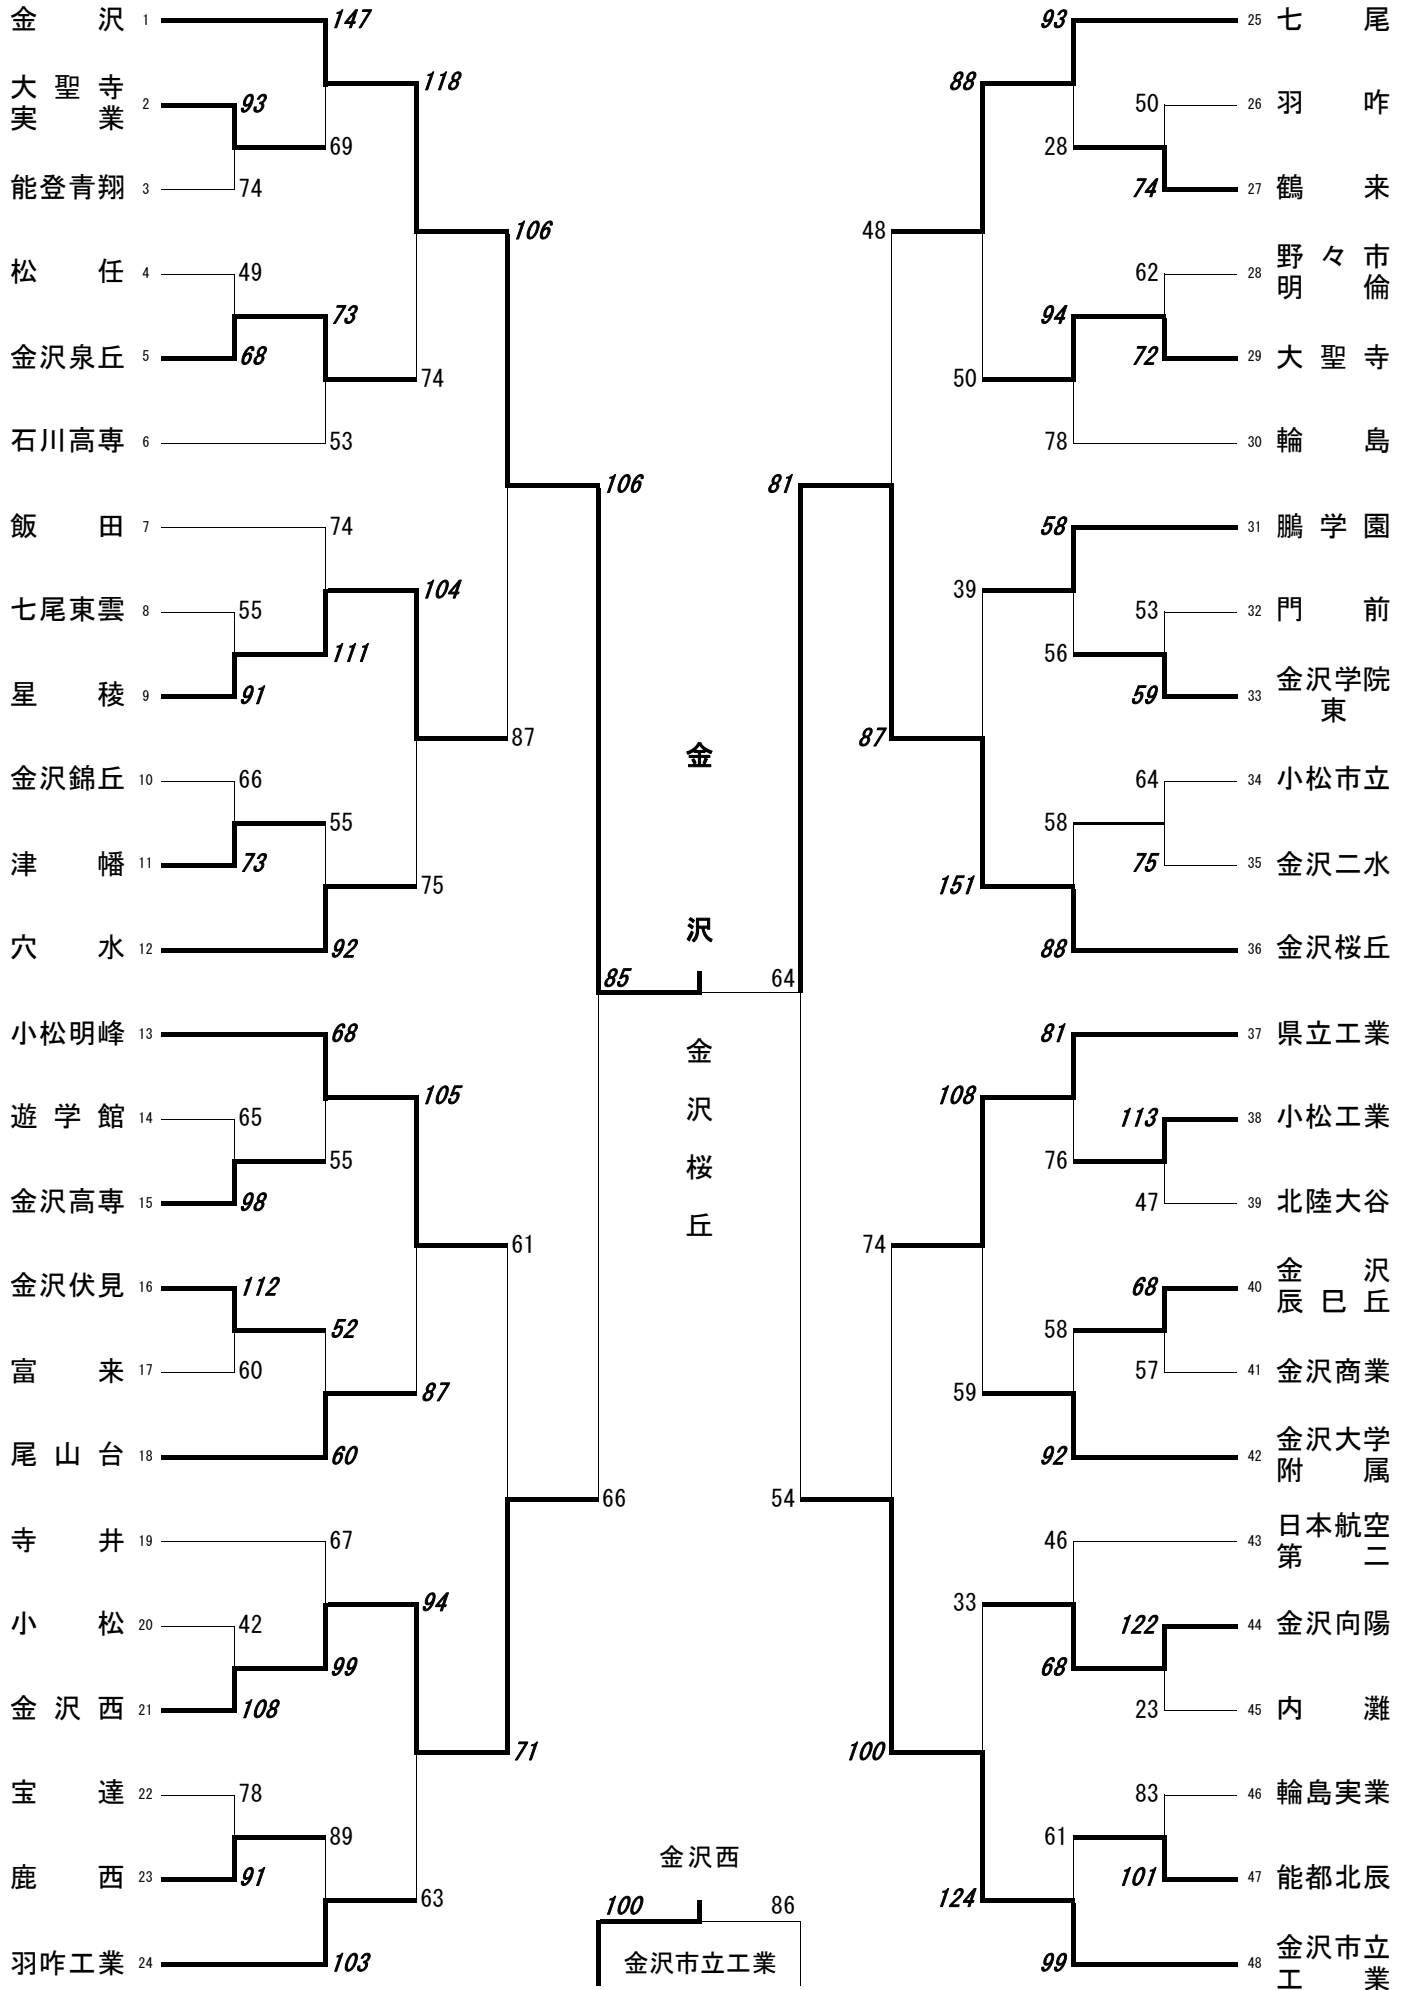 金沢 1 147
118
大聖寺
実業 2 93
69
能登青翔 3 74
106
松任 4 49
73
金沢泉丘 5 68
74
石川高専 6 53
106
飯田 7 74
104
七尾東雲 8 55
111
星稜 9 91
87
金沢錦丘 10 66
55
津幡 11 73
75
穴水 12 92
小松明峰 13 68
105
遊学館 14 65
55
金沢高専 15 98
61
金沢伏見 16 112
52
富来 17 60
87
尾山台 18 60
66
寺井 19 67
94
小松 20 42
99
金沢西 21 108
71
宝達 22 78
89
鹿西 23 91
63
羽咋工業 24 103
金沢
85 64
金沢桜丘
金沢西
100 86
金沢市立工業
93 25 七尾
88
50 26 羽咋
28
74 27 鶴来
48
62 28 野々市
明倫
94
72 29 大聖寺
50
78 30 輪島
81
58 31 鵬学園
39
53 32 門前
56
59 33 金沢学院
東
87
64 34 小松市立
58
75 35 金沢二水
151
88 36 金沢桜丘
81 37 県立工業
108
113 38 小松工業
76
47 39 北陸大谷
74
68 40 金沢
辰巳丘
58
57 41 金沢商業
59
92 42 金沢大学
附属
54
46 43 日本航空
第二
33
122 44 金沢向陽
68
23 45 内灘
100
83 46 輪島実業
61
101 47 能都北辰
124
99 48 金沢市立
工業